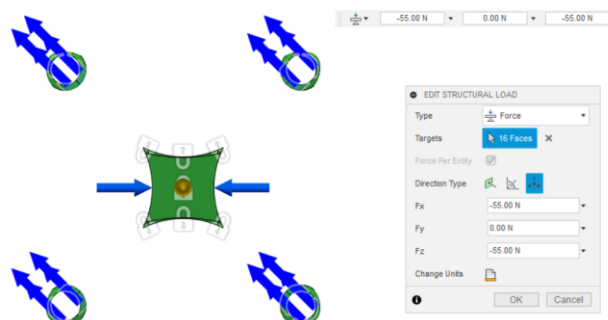 -55.00 N 0.00 N -55.00 N
EDIT STRUCTURAL LOAD
Type Force
Targets 16 Faces
Force Per Entity
Direction Type
Fx -55.00 N
Fy 0.00 N
Fz -55.00 N
Change Units
OK Cancel